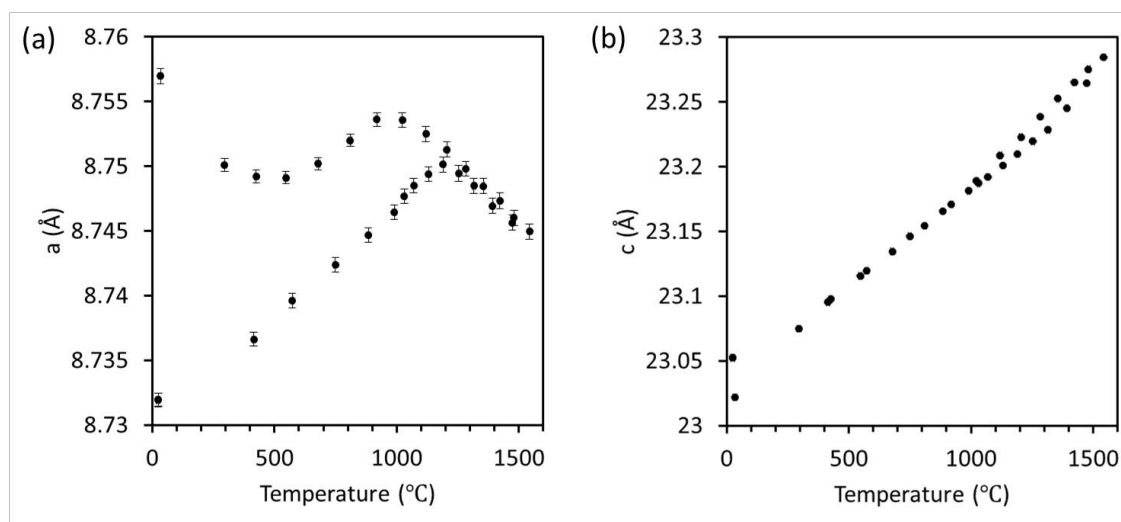 (a)
8.76
8.755
8.75
8.745
8.74
8.735
8.73
a (Å)
0 500 1000 1500
Temperature (°C)
(b)
23.3
23.25
23.2
23.15
23.1
23.05
23
c (Å)
0 500 1000 1500
Temperature (°C)